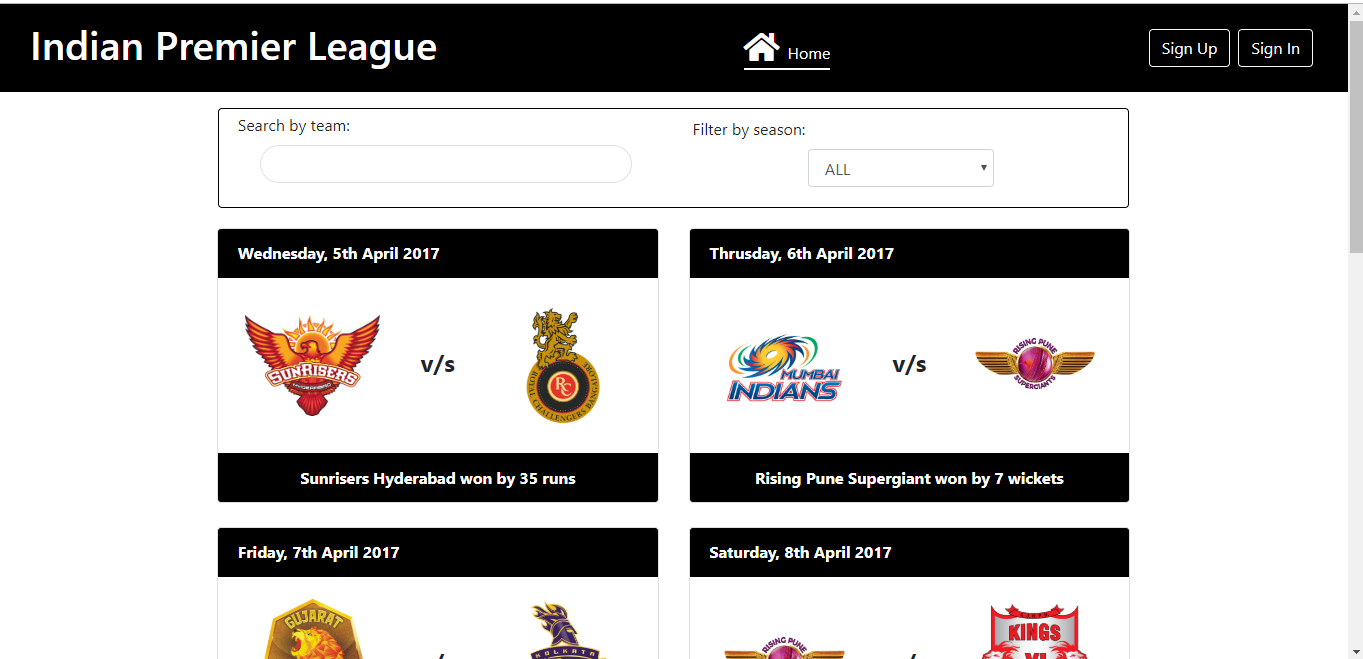 Indian Premier League
Home
Sign Up
Sign In
Search by team:
Filter by season:
ALL
Wednesday, 5th April 2017
SUNRISERS
HYDERABAD
v/s
RC
ROYAL CHALLENGERS BANGALORE
Sunrisers Hyderabad won by 35 runs
Thrusday, 6th April 2017
MUMBAI
INDIANS
v/s
RISING PUNE
SUPERGIANTS
Rising Pune Supergiant won by 7 wickets
Friday, 7th April 2017
GUJARAT
KOLKATA
Saturday, 8th April 2017
RISING PUNE
KINGS
XI